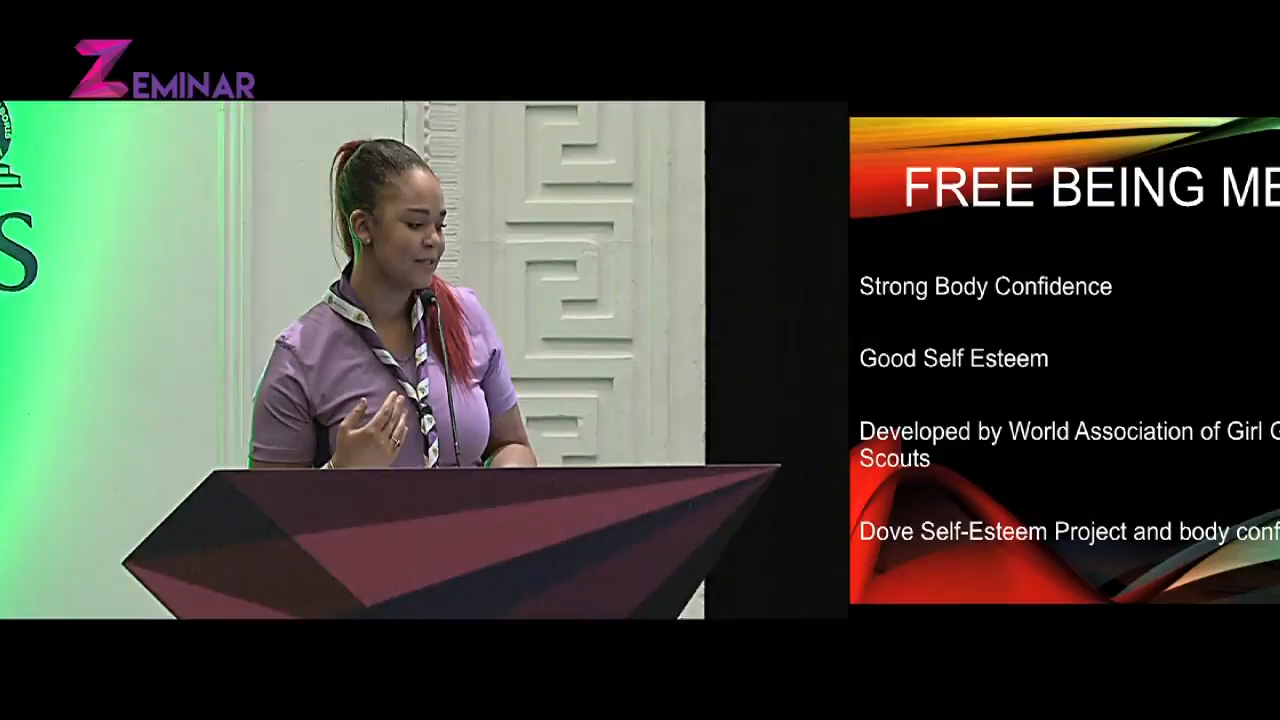 ZEMINAR
S
FREE BEING ME
Strong Body Confidence
Good Self Esteem
Developed by World Association of Girl G
Scouts
Dove Self-Esteem Project and body conf